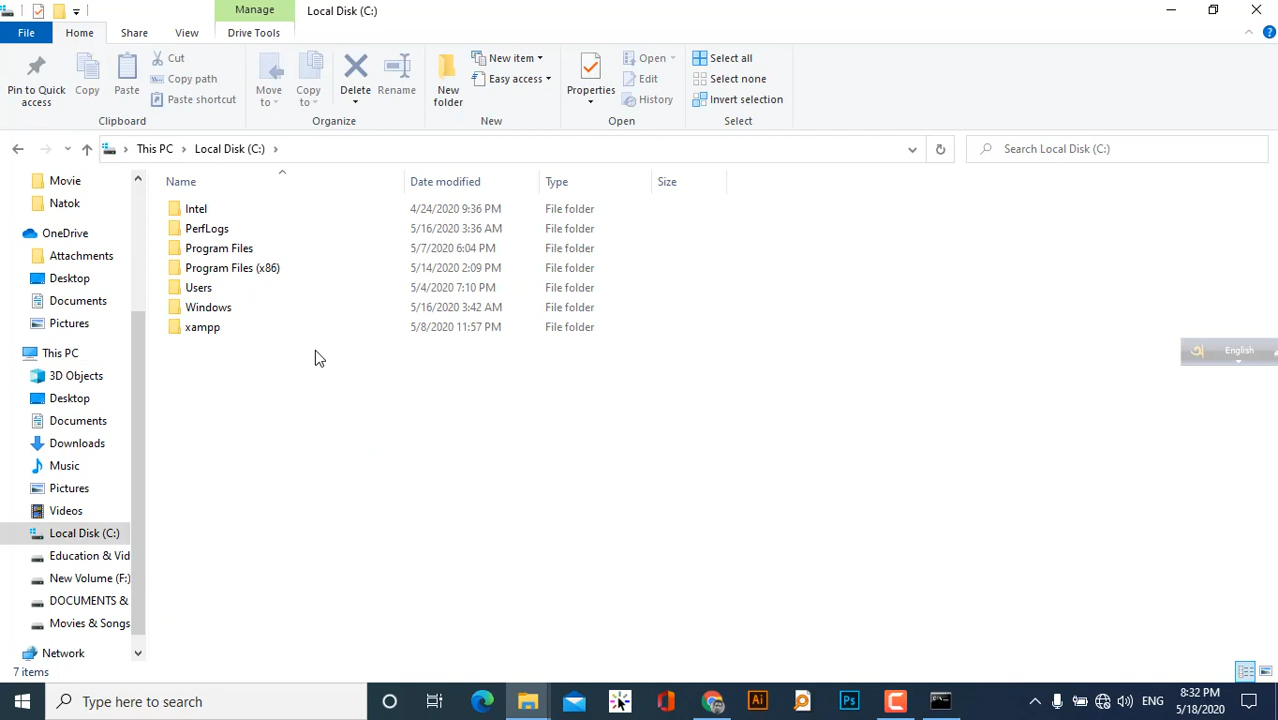 Manage
Local Disk (C:)
File
Home
Share
View
Drive Tools
Pin to Quick access
Copy
Paste
Cut
Copy path
Paste shortcut
Clipboard
Move to
Copy to
Delete
Rename
Organize
New folder
New item
Easy access
New
Properties
Open
Edit
History
Open
Select all
Select none
Invert selection
Select
This PC
Local Disk (C:)
Search Local Disk (C:)
Movie
Natok
OneDrive
Attachments
Desktop
Documents
Pictures
This PC
3D Objects
Desktop
Documents
Downloads
Music
Pictures
Videos
Local Disk (C:)
Education & Vid
New Volume (F:)
DOCUMENTS &
Movies & Songs
Network
Name Date modified Type Size
Intel 4/24/2020 9:36 PM File folder
PerfLogs 5/16/2020 3:36 AM File folder
Program Files 5/7/2020 6:04 PM File folder
Program Files (x86) 5/14/2020 2:09 PM File folder
Users 5/4/2020 7:10 PM File folder
Windows 5/16/2020 3:42 AM File folder
xampp 5/8/2020 11:57 PM File folder
অ English
7 items
Type here to search
Ai
Ps
ENG
8:32 PM
5/18/2020